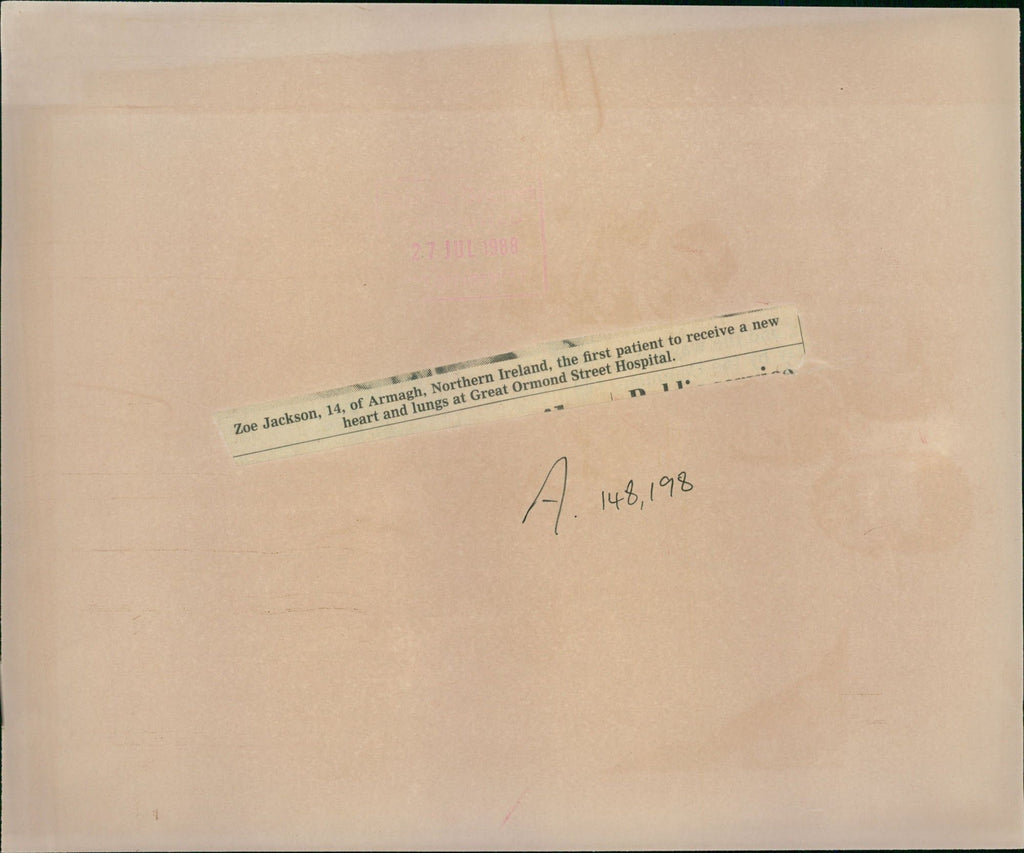 27 JUL 1988
Zoe Jackson, 14, of Armagh, Northern Ireland, the first patient to receive a new
heart and lungs at Great Ormond Street Hospital.
A. 148,198